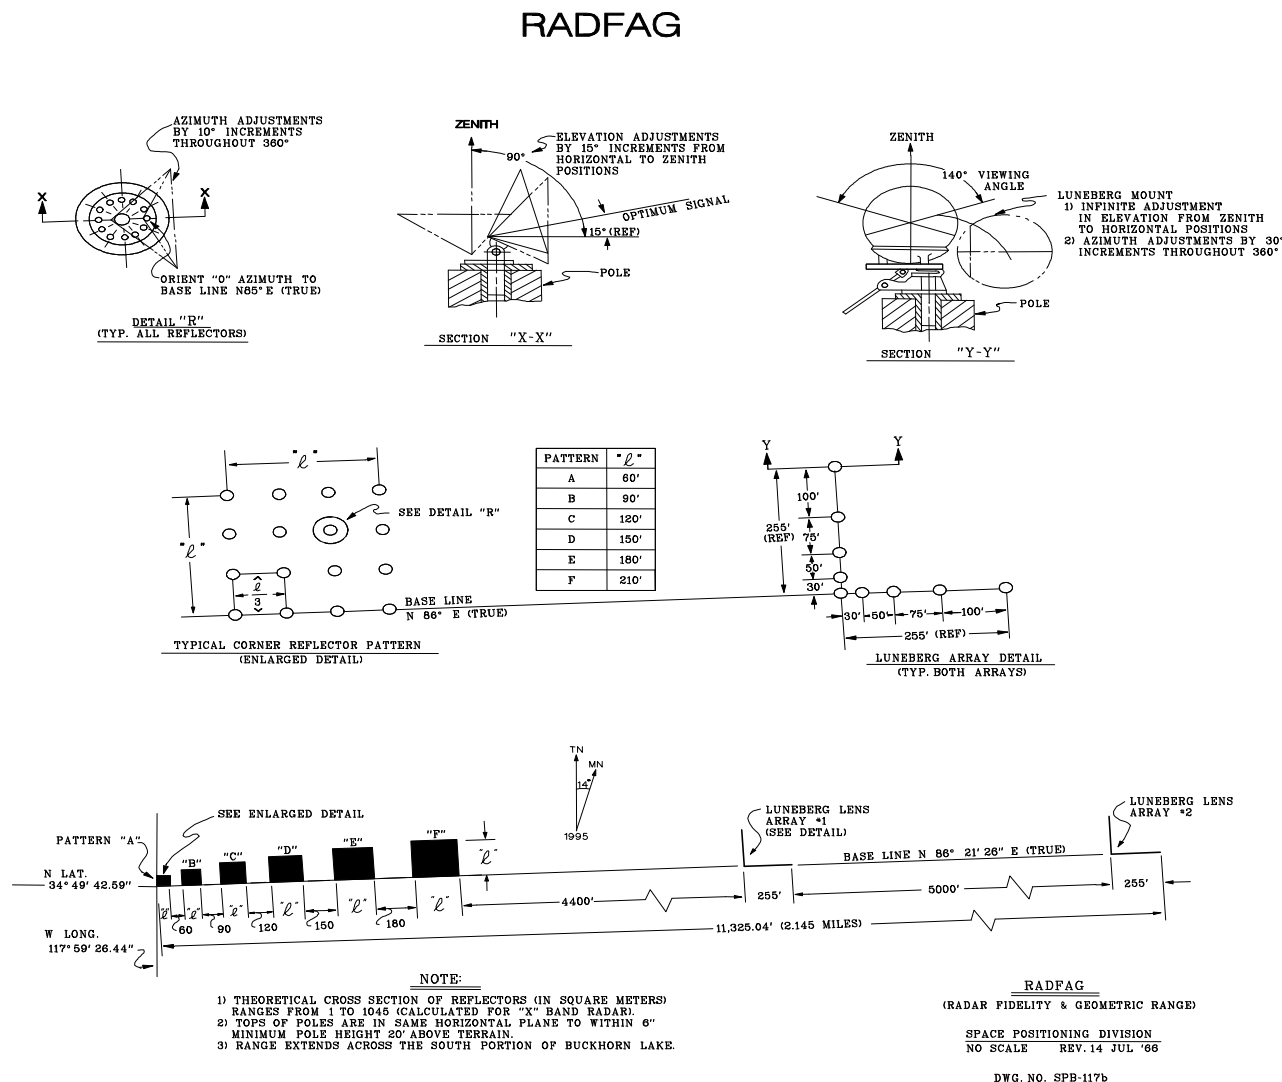 RADFAG
AZIMUTH ADJUSTMENTS
BY 10° INCREMENTS
THROUGHOUT 360°
X
X
ORIENT "0" AZIMUTH TO
BASE LINE N85° E (TRUE)
DETAIL "R"
(TYP. ALL REFLECTORS)
ZENITH
90°
ELEVATION ADJUSTMENTS
BY 15° INCREMENTS FROM
HORIZONTAL TO ZENITH
POSITIONS
OPTIMUM SIGNAL
15° (REF)
POLE
SECTION "X-X"
ZENITH
140° VIEWING
ANGLE
LUNEBERG MOUNT
1) INFINITE ADJUSTMENT
IN ELEVATION FROM ZENITH
TO HORIZONTAL POSITIONS
2) AZIMUTH ADJUSTMENTS BY 30°
INCREMENTS THROUGHOUT 360°
POLE
SECTION "Y-Y"
"ℓ"
"ℓ"
SEE DETAIL "R"
ℓ
3
BASE LINE
N 86° E (TRUE)
TYPICAL CORNER REFLECTOR PATTERN
(ENLARGED DETAIL)
PATTERN "ℓ"
A 60'
B 90'
C 120'
D 150'
E 180'
F 210'
Y
Y
100'
255'
(REF)
75'
50'
30'
30'
50'
75'
100'
255' (REF)
LUNEBERG ARRAY DETAIL
(TYP. BOTH ARRAYS)
TN
MN
14°
1995
SEE ENLARGED DETAIL
PATTERN "A"
"B"
"C"
"D"
"E"
"F"
"ℓ"
N LAT.
34° 49' 42.59"
W LONG.
117° 59' 26.44"
"ℓ"
60
"ℓ"
90
"ℓ"
120
"ℓ"
150
"ℓ"
180
"ℓ"
4400'
LUNEBERG LENS
ARRAY #1
(SEE DETAIL)
255'
BASE LINE N 86° 21' 26" E (TRUE)
5000'
LUNEBERG LENS
ARRAY #2
255'
11,325.04' (2.145 MILES)
NOTE:
1) THEORETICAL CROSS SECTION OF REFLECTORS (IN SQUARE METERS)
RANGES FROM 1 TO 1045 (CALCULATED FOR "X" BAND RADAR).
2) TOPS OF POLES ARE IN SAME HORIZONTAL PLANE TO WITHIN 6"
MINIMUM POLE HEIGHT 20' ABOVE TERRAIN.
3) RANGE EXTENDS ACROSS THE SOUTH PORTION OF BUCKHORN LAKE.
RADFAG
(RADAR FIDELITY & GEOMETRIC RANGE)
SPACE POSITIONING DIVISION
NO SCALE REV. 14 JUL '66
DWG. NO. SPB-117b